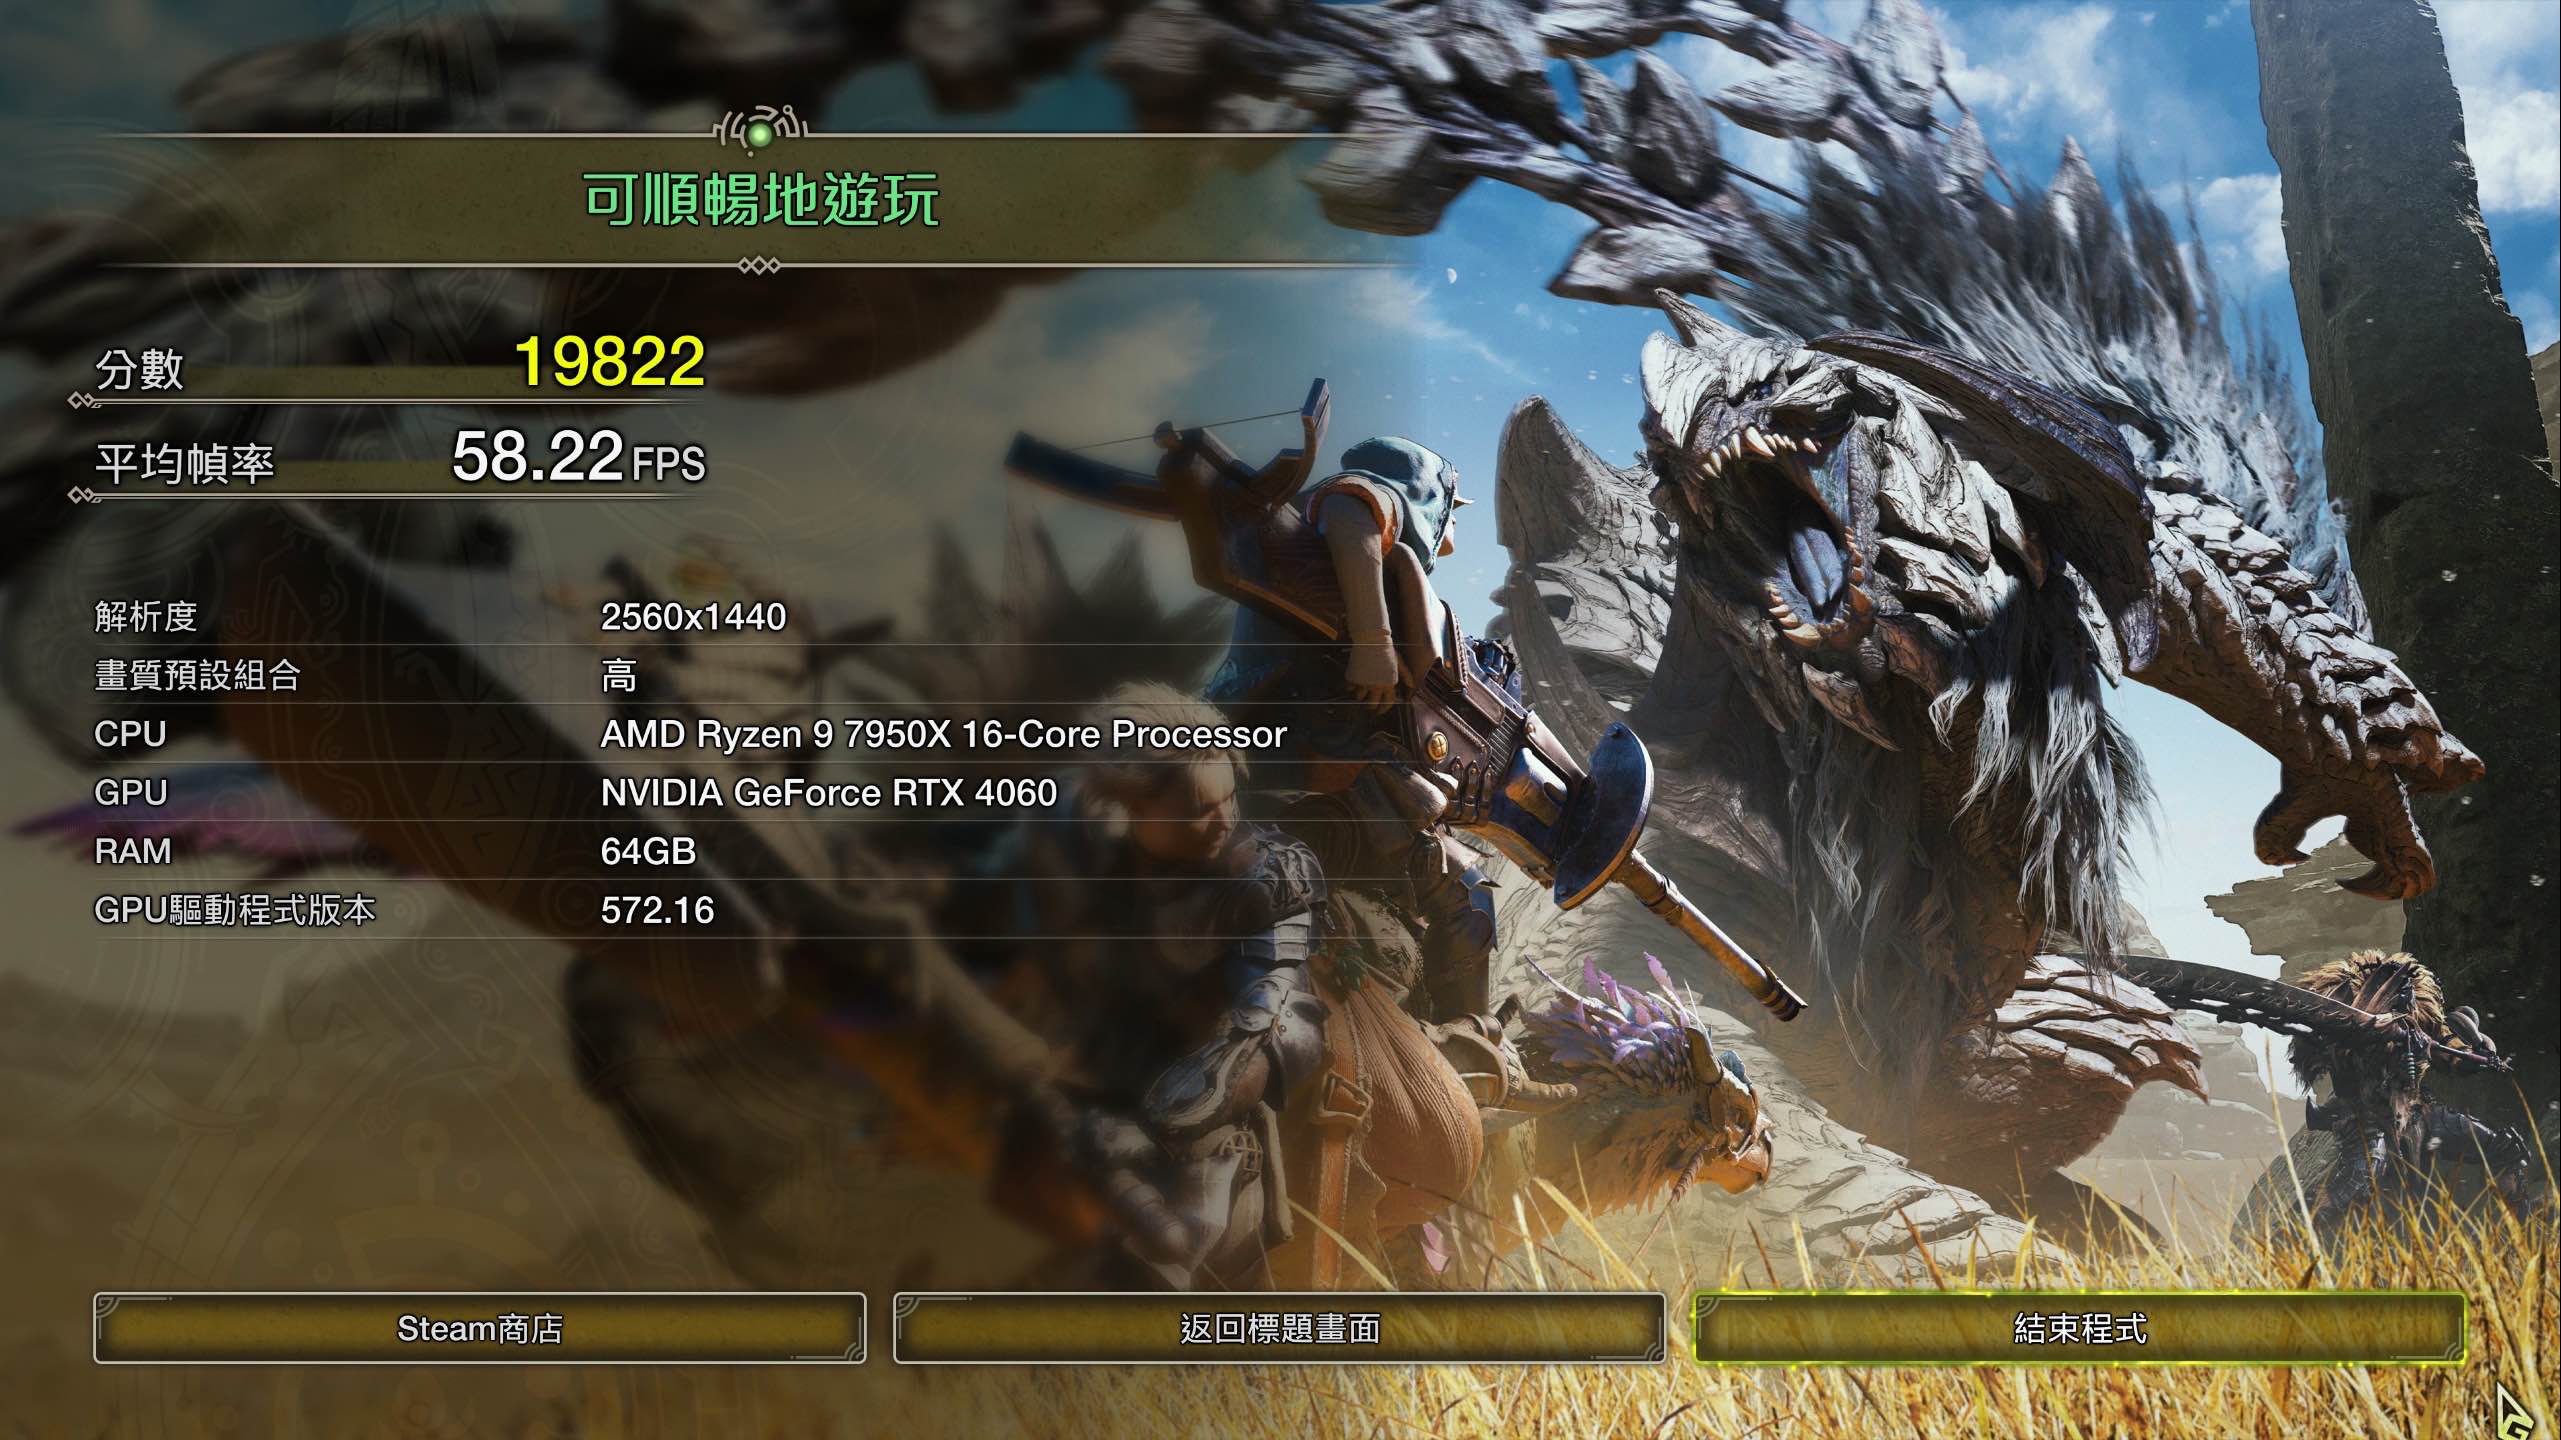 可順暢地遊玩
分數 19822
平均幀率 58.22 FPS
解析度 2560x1440
畫質預設組合 高
CPU AMD Ryzen 9 7950X 16-Core Processor
GPU NVIDIA GeForce RTX 4060
RAM 64GB
GPU驅動程式版本 572.16
Steam商店 返回標題畫面 結束程式